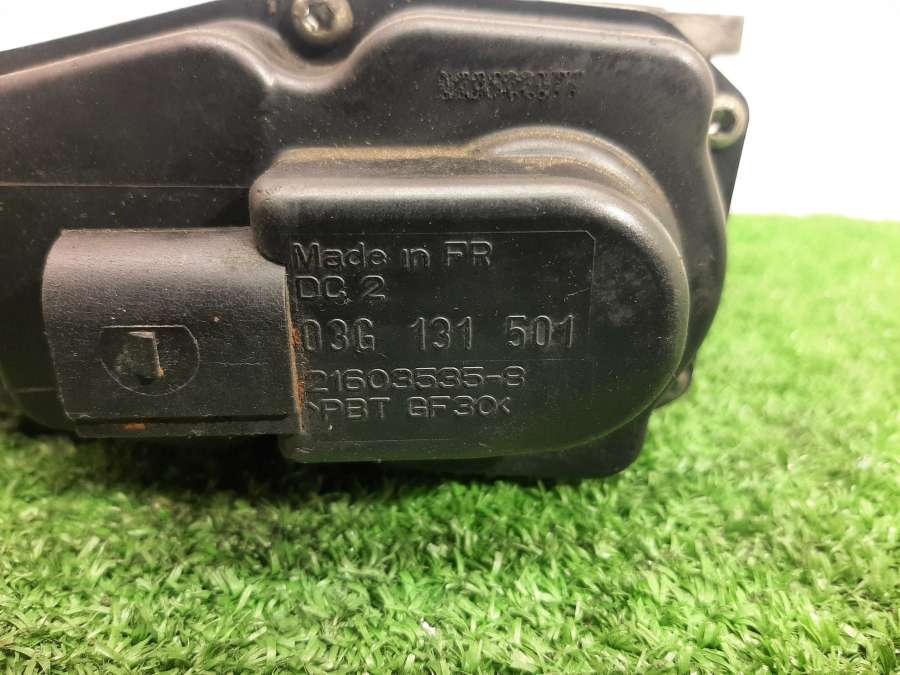 Made in FR
DC 2
03G 131 501
21603535-8
>PBT GF30<